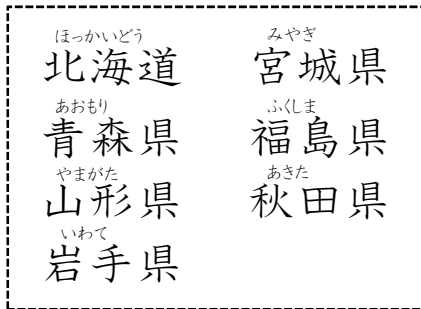 ほっかいどう
北海道
あおもり
青森県
やまがた
山形県
いわて
岩手県
みやぎ
宮城県
ふくしま
福島県
あきた
秋田県